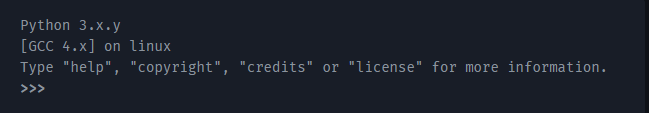 Python 3.x.y
[GCC 4.x] on linux
Type "help", "copyright", "credits" or "license" for more information.
>>>